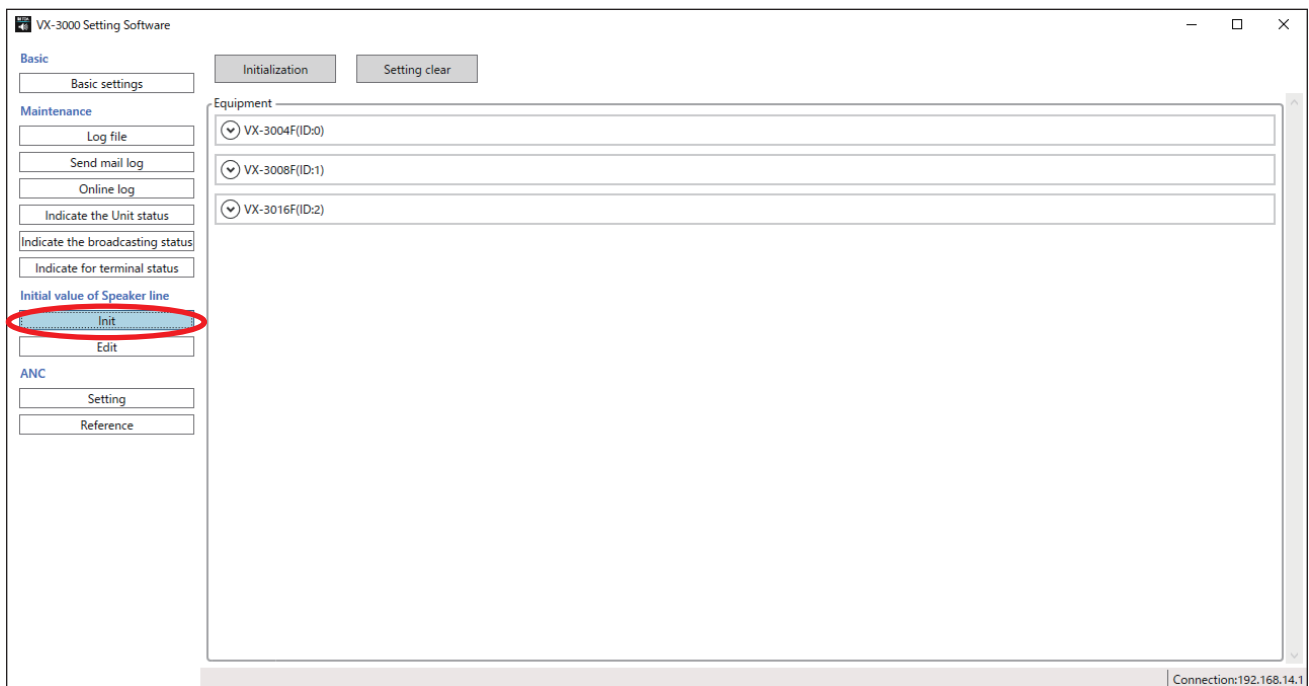 VX-3000 Setting Software
Basic
Basic settings
Maintenance
Log file
Send mail log
Online log
Indicate the Unit status
Indicate the broadcasting status
Indicate for terminal status
Initial value of Speaker line
Init
Edit
ANC
Setting
Reference
Initialization
Setting clear
Equipment
VX-3004F(ID:0)
VX-3008F(ID:1)
VX-3016F(ID:2)
Connection:192.168.14.1